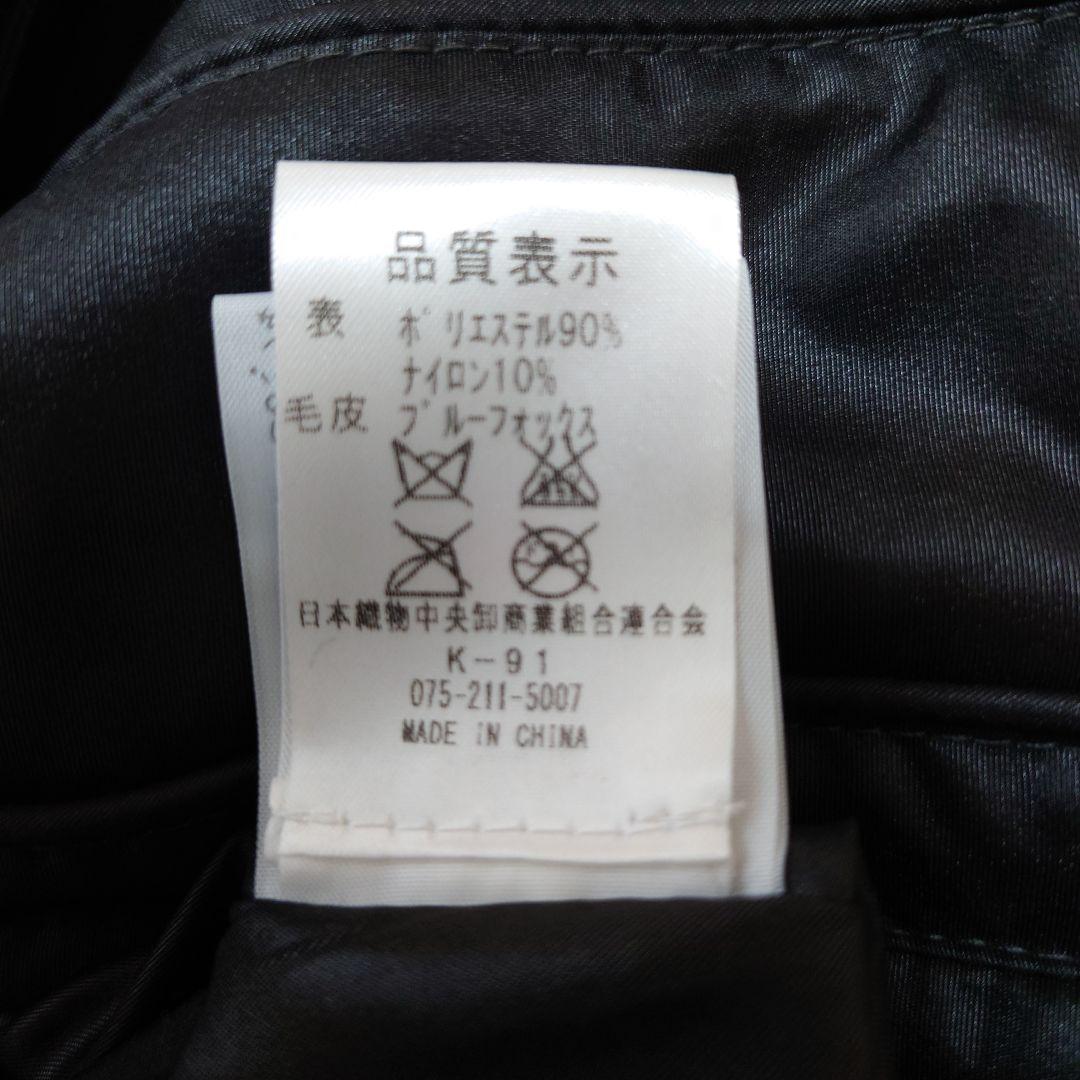 品質表示
表 ポリエステル90%
ナイロン10%
毛皮 ブルーフォックス
日本織物中央卸商業組合連合会
K-91
075-211-5007
MADE IN CHINA